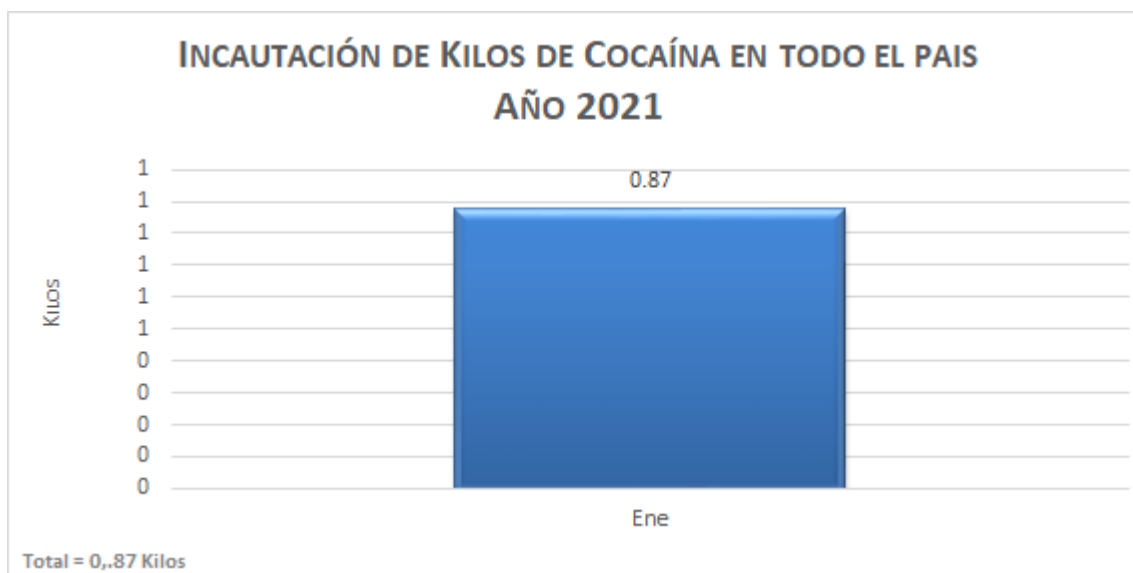 INCAUTACIÓN DE KILOS DE COCAÍNA EN TODO EL PAIS
AÑO 2021
1
0.87
1
1
1
1
1
0
0
0
0
0
KILOS
Ene
Total = 0,.87 Kilos